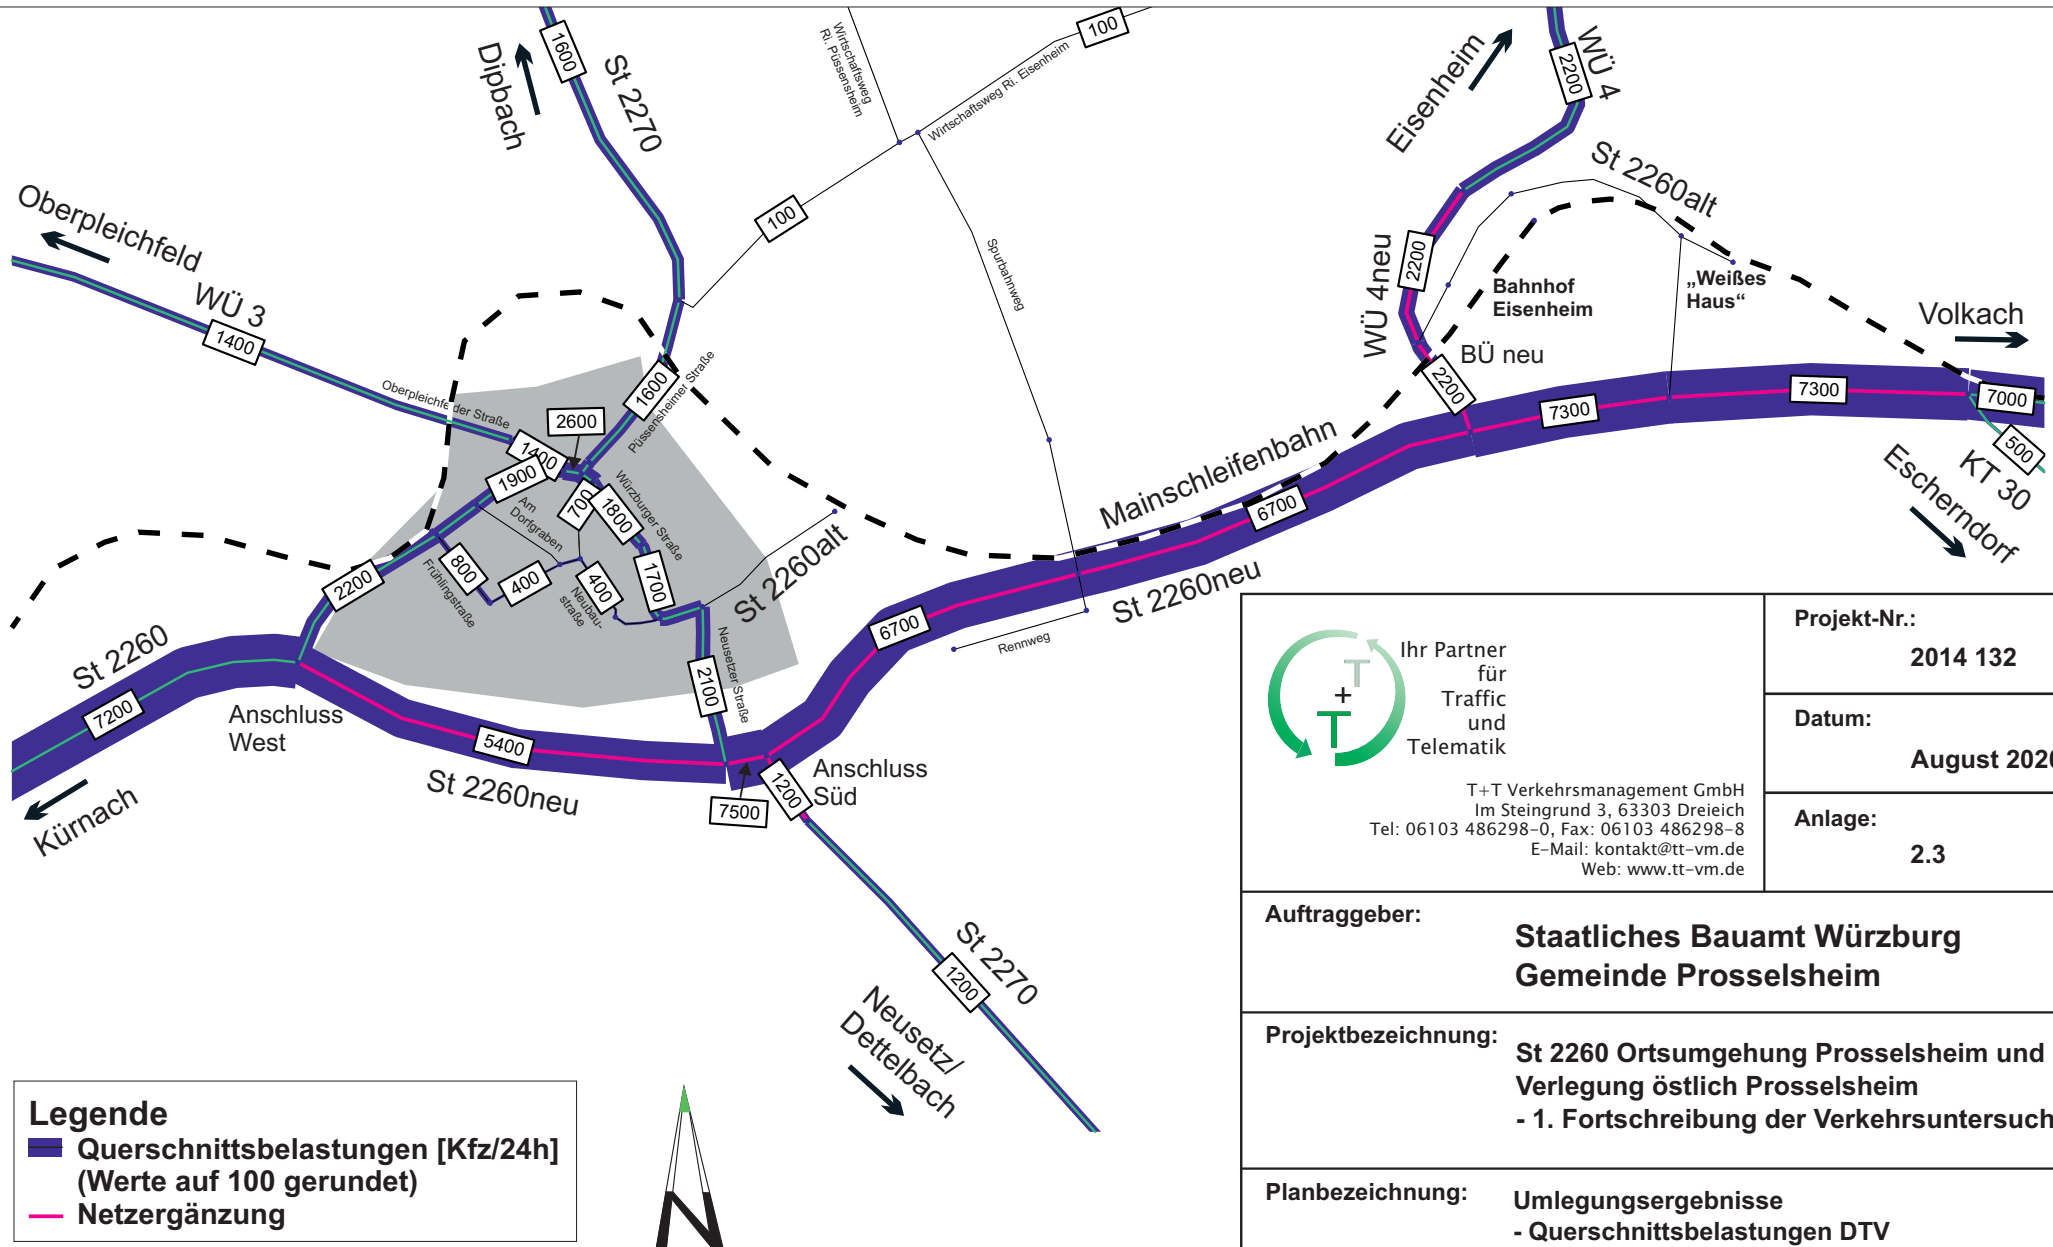 1600
Dipbach
St 2270
Wirtschaftsweg
Ri. Püssensheim
100
Wirtschaftsweg Ri. Eisenheim
Eisenheim
WÜ 4
2200
St 2260alt
Oberpleichfeld
WÜ 3
1400
100
Spurbahnweg
2200
WÜ 4neu
Bahnhof
Eisenheim
„Weißes
Haus“
Volkach
BÜ neu
2200
7300
7300
7000
500
KT 30
Escherndorf
Oberpleichfelder Straße
1600
Püssensheimer Straße
2600
1400
1900
700
1800
Würzburger Straße
Am
Dorfgraben
Mainschleifenbahn
6700
2200
800
400
400
1700
Frühlingstraße
Neubau-
straße
St 2260alt
St 2260neu
6700
Rennweg
St 2260
7200
Anschluss
West
2100
Neusetzer Straße
5400
St 2260neu
7500
1200
Anschluss
Süd
Kürnach
St 2270
1200
Neusetz/
Dettelbach
Ihr Partner
für
Traffic
und
Telematik
T
+
T
T+T Verkehrsmanagement GmbH
Im Steingrund 3, 63303 Dreieich
Tel: 06103 486298-0, Fax: 06103 486298-8
E-Mail: kontakt@tt-vm.de
Web: www.tt-vm.de
Projekt-Nr.:
2014 132
Datum:
August 2020
Anlage:
2.3
Auftraggeber:
Staatliches Bauamt Würzburg
Gemeinde Prosselsheim
Projektbezeichnung:
St 2260 Ortsumgehung Prosselsheim und
Verlegung östlich Prosselsheim
- 1. Fortschreibung der Verkehrsuntersuch
Planbezeichnung:
Umlegungsergebnisse
- Querschnittsbelastungen DTV
Legende
Querschnittsbelastungen [Kfz/24h]
(Werte auf 100 gerundet)
Netzergänzung
N